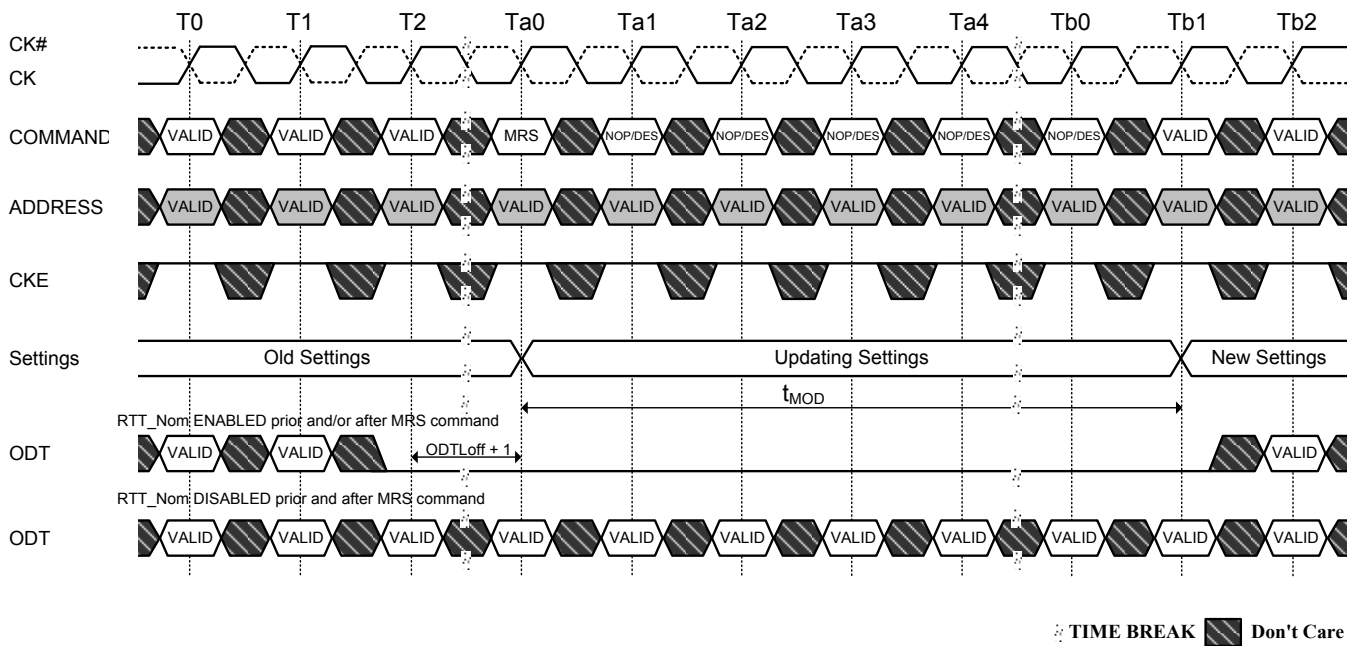 T0 T1 T2 Ta0 Ta1 Ta2 Ta3 Ta4 Tb0 Tb1 Tb2
CK#
CK
COMMAND VALID VALID VALID MRS NOP/DES NOP/DES NOP/DES NOP/DES NOP/DES VALID VALID
ADDRESS VALID VALID VALID VALID VALID VALID VALID VALID VALID VALID VALID
CKE
Settings Old Settings Updating Settings New Settings
tMOD
RTT_Nom ENABLED prior and/or after MRS command
ODT VALID VALID ODTLoff + 1 VALID
RTT_Nom DISABLED prior and after MRS command
ODT VALID VALID VALID VALID VALID VALID VALID VALID VALID VALID VALID
TIME BREAK Don't Care